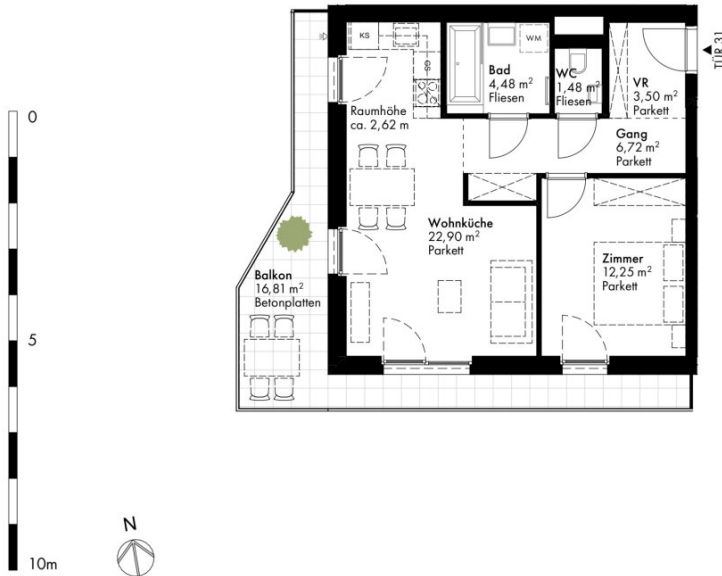 KS
GS
WM
Bad
4,48 m²
Fliesen
WC
1,48 m²
Fliesen
VR
3,50 m²
Parkett
TÜR 31
Raumhöhe
ca. 2,62 m
Gang
6,72 m²
Parkett
Wohnküche
22,90 m²
Parkett
Zimmer
12,25 m²
Parkett
Balkon
16,81 m²
Betonplatten
0
5
10m
N